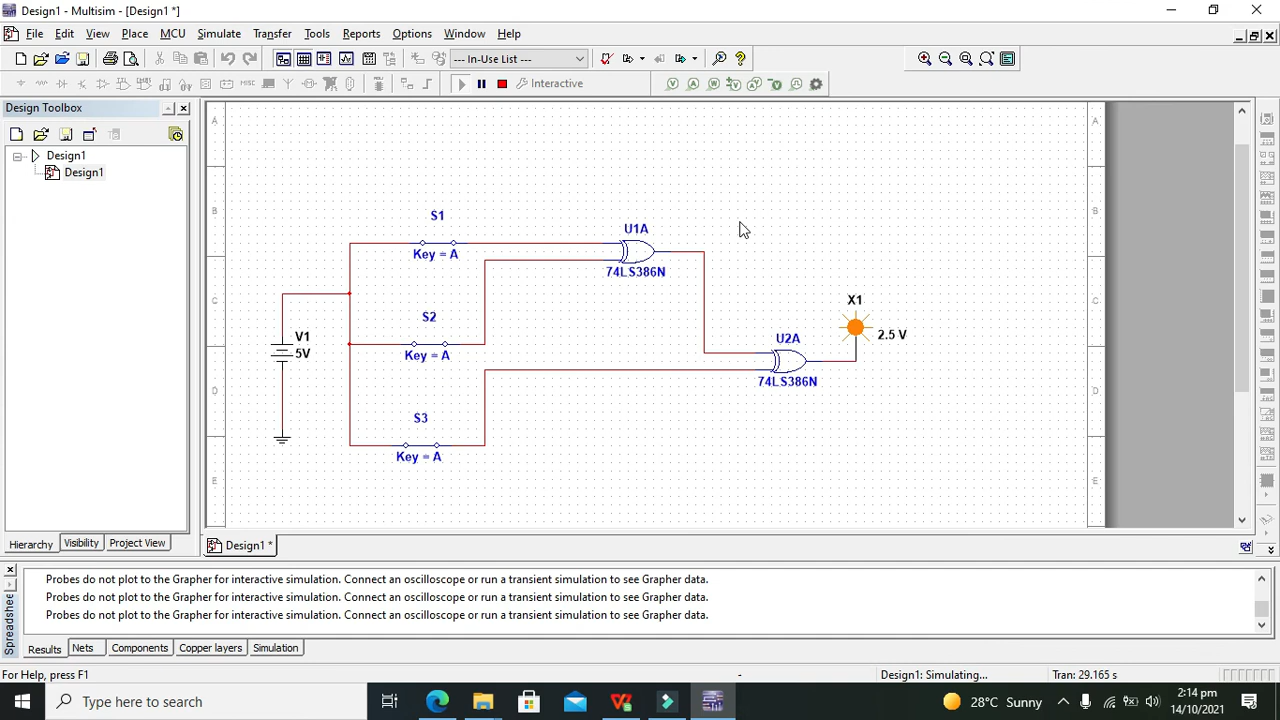 Design1 - Multisim - [Design1 *]
File Edit View Place MCU Simulate Transfer Tools Reports Options Window Help
--- In-Use List ---
Interactive
Design Toolbox
Design1
Design1
Hierarchy Visibility Project View
A A
B B
C C
D D
E E
S1
Key = A
U1A
74LS386N
S2
Key = A
V1
5V
X1
2.5 V
U2A
74LS386N
S3
Key = A
Design1 *
Spreadsheet
Probes do not plot to the Grapher for interactive simulation. Connect an oscilloscope or run a transient simulation to see Grapher data.
Probes do not plot to the Grapher for interactive simulation. Connect an oscilloscope or run a transient simulation to see Grapher data.
Probes do not plot to the Grapher for interactive simulation. Connect an oscilloscope or run a transient simulation to see Grapher data.
Results Nets Components Copper layers Simulation
For Help, press F1 - Design1: Simulating... Tran: 29.165 s
Type here to search
28°C Sunny
2:14 pm
14/10/2021